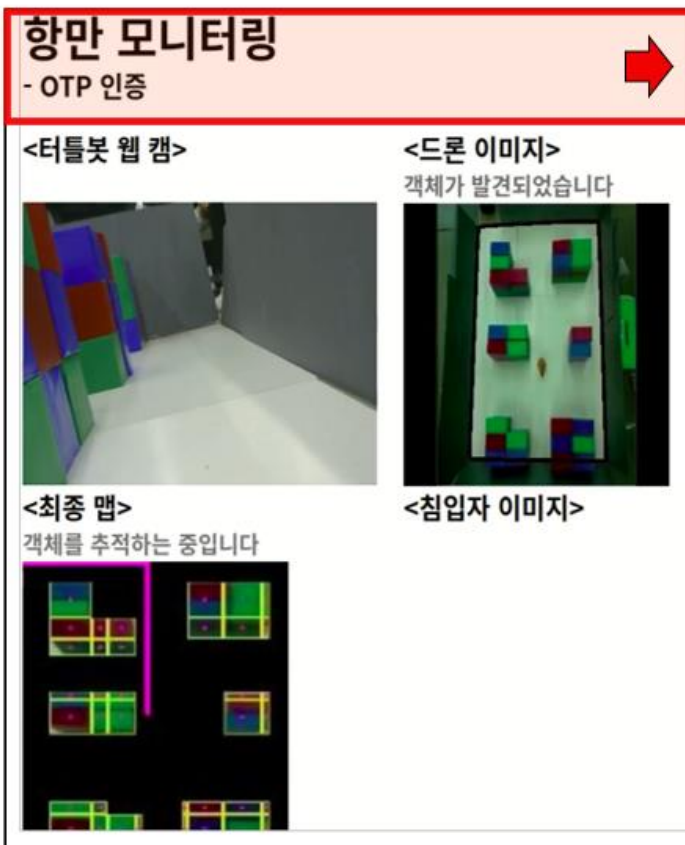 항만 모니터링
- OTP 인증
<터틀봇 웹 캠>
<드론 이미지>
객체가 발견되었습니다
<최종 맵>
<침입자 이미지>
객체를 추적하는 중입니다